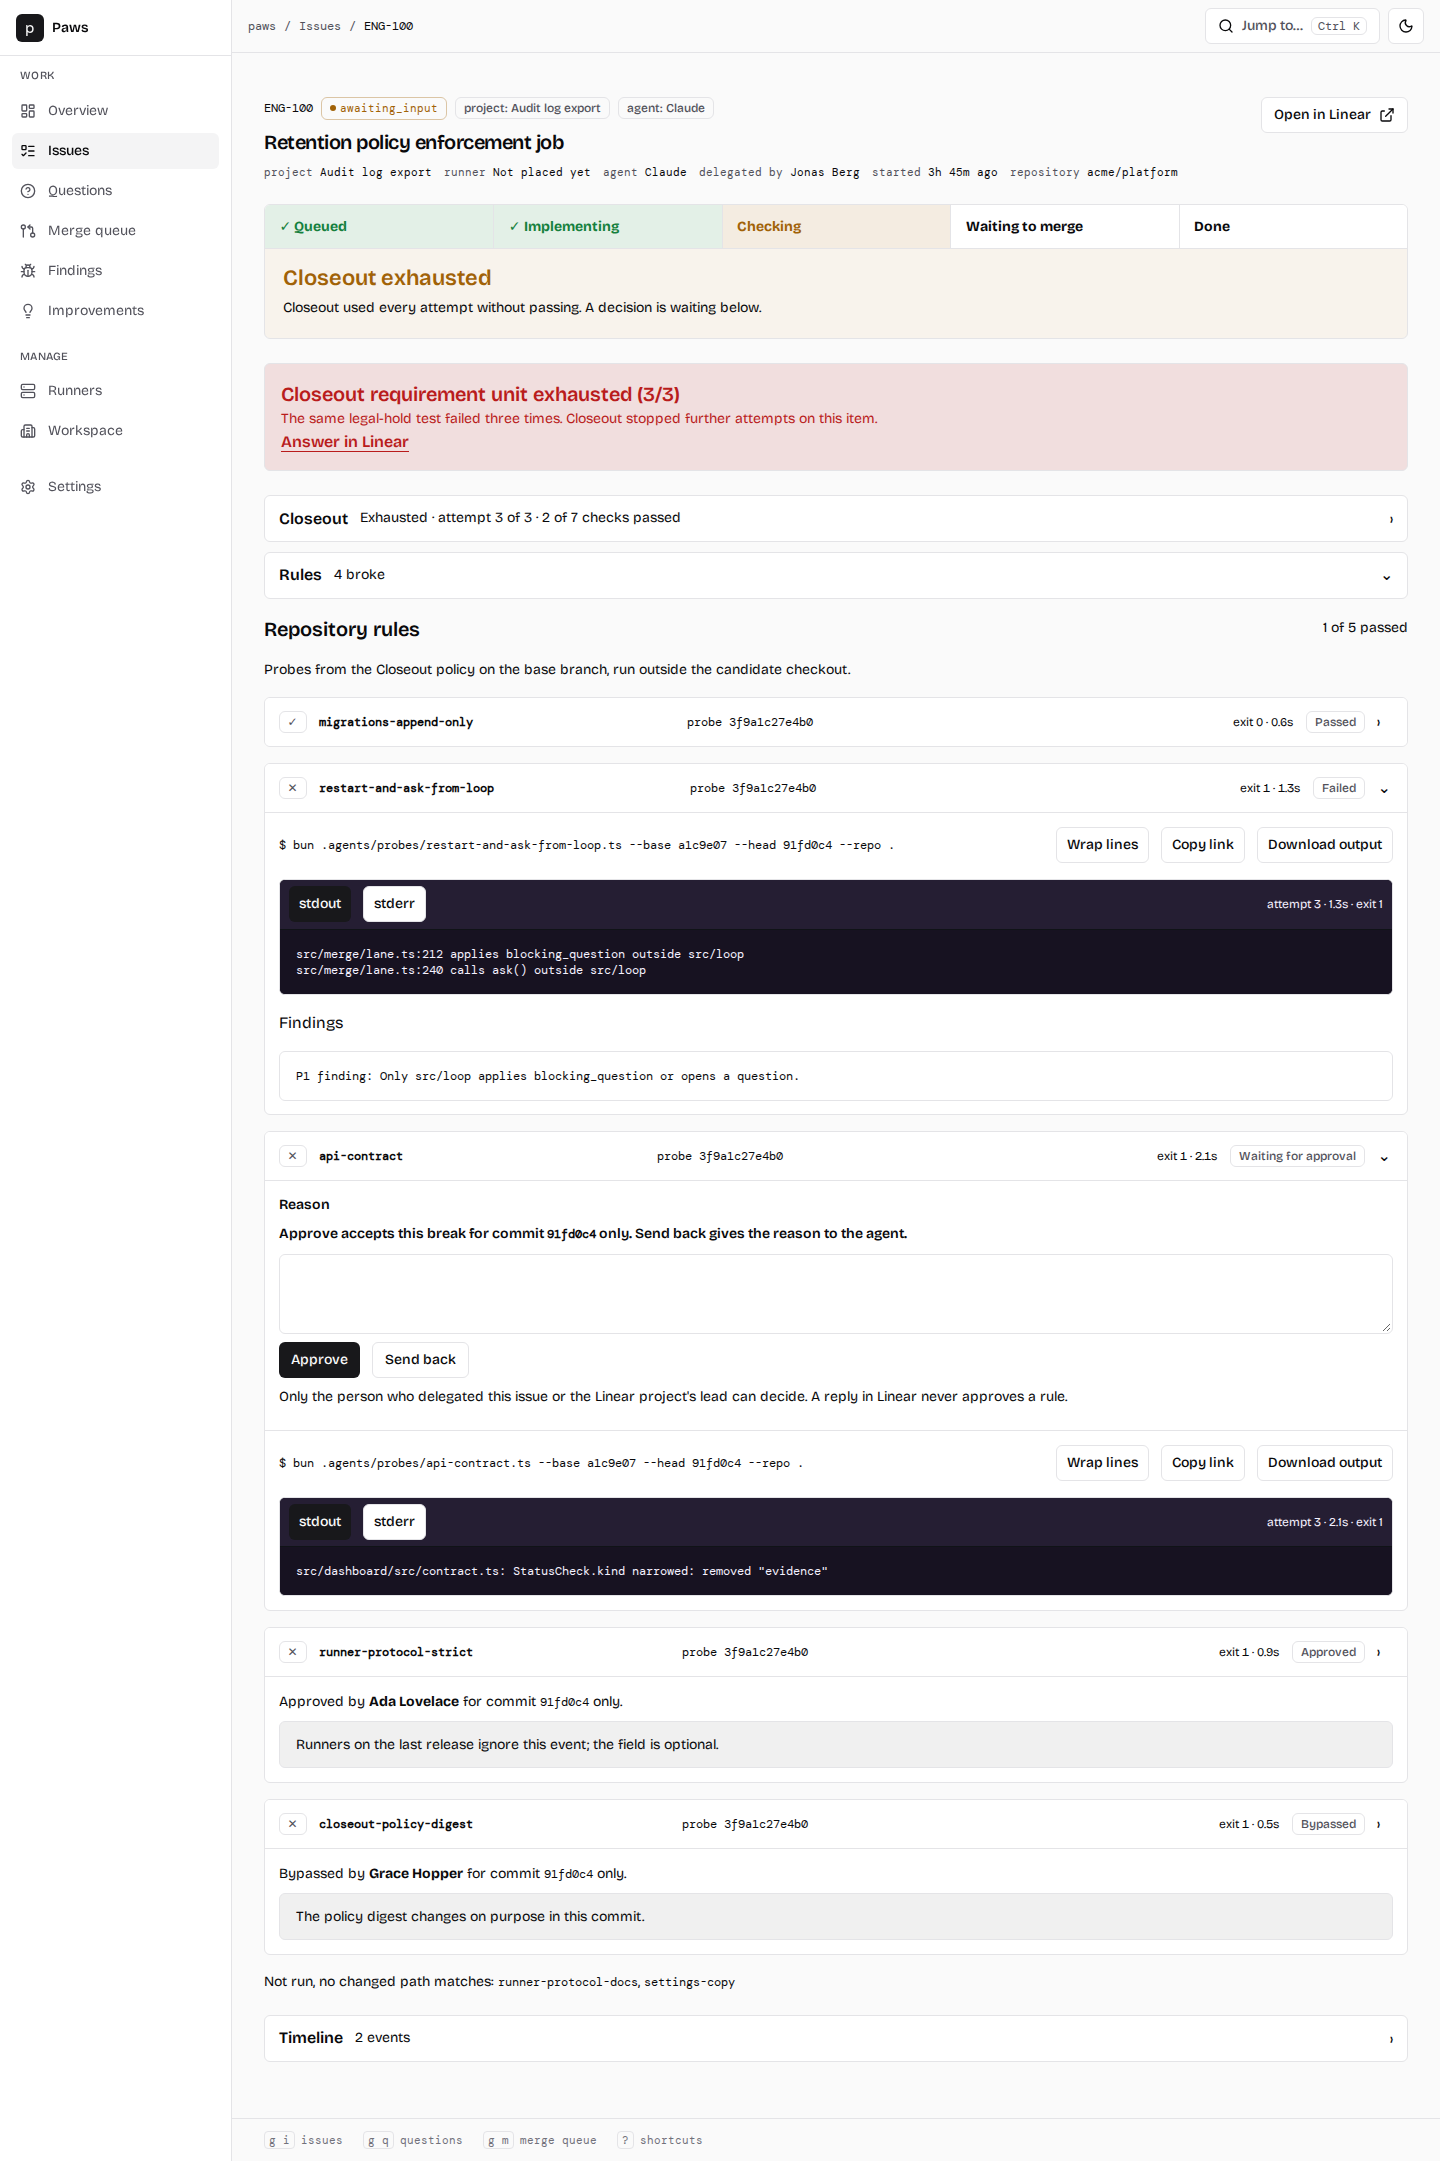 p Paws
WORK
Overview
Issues
Questions
Merge queue
Findings
Improvements
MANAGE
Runners
Workspace
Settings
paws / Issues / ENG-100
Jump to... Ctrl K
ENG-100 awaiting_input project: Audit log export agent: Claude
Open in Linear
Retention policy enforcement job
project Audit log export runner Not placed yet agent Claude delegated by Jonas Berg started 3h 45m ago repository acme/platform
✓ Queued ✓ Implementing Checking Waiting to merge Done
Closeout exhausted
Closeout used every attempt without passing. A decision is waiting below.
Closeout requirement unit exhausted (3/3)
The same legal-hold test failed three times. Closeout stopped further attempts on this item.
Answer in Linear
Closeout Exhausted · attempt 3 of 3 · 2 of 7 checks passed ›
Rules 4 broke ⌄
Repository rules 1 of 5 passed
Probes from the Closeout policy on the base branch, run outside the candidate checkout.
✓ migrations-append-only probe 3f9a1c27e4b0 exit 0 · 0.6s Passed ›
✕ restart-and-ask-from-loop probe 3f9a1c27e4b0 exit 1 · 1.3s Failed ⌄
$ bun .agents/probes/restart-and-ask-from-loop.ts --base a1c9e07 --head 91fd0c4 --repo . Wrap lines Copy link Download output
stdout stderr attempt 3 · 1.3s · exit 1
src/merge/lane.ts:212 applies blocking_question outside src/loop
src/merge/lane.ts:240 calls ask() outside src/loop
Findings
P1 finding: Only src/loop applies blocking_question or opens a question.
✕ api-contract probe 3f9a1c27e4b0 exit 1 · 2.1s Waiting for approval ⌄
Reason
Approve accepts this break for commit 91fd0c4 only. Send back gives the reason to the agent.
Approve Send back
Only the person who delegated this issue or the Linear project's lead can decide. A reply in Linear never approves a rule.
$ bun .agents/probes/api-contract.ts --base a1c9e07 --head 91fd0c4 --repo . Wrap lines Copy link Download output
stdout stderr attempt 3 · 2.1s · exit 1
src/dashboard/src/contract.ts: StatusCheck.kind narrowed: removed "evidence"
✕ runner-protocol-strict probe 3f9a1c27e4b0 exit 1 · 0.9s Approved ›
Approved by Ada Lovelace for commit 91fd0c4 only.
Runners on the last release ignore this event; the field is optional.
✕ closeout-policy-digest probe 3f9a1c27e4b0 exit 1 · 0.5s Bypassed ›
Bypassed by Grace Hopper for commit 91fd0c4 only.
The policy digest changes on purpose in this commit.
Not run, no changed path matches: runner-protocol-docs, settings-copy
Timeline 2 events ›
g i issues g q questions g m merge queue ? shortcuts